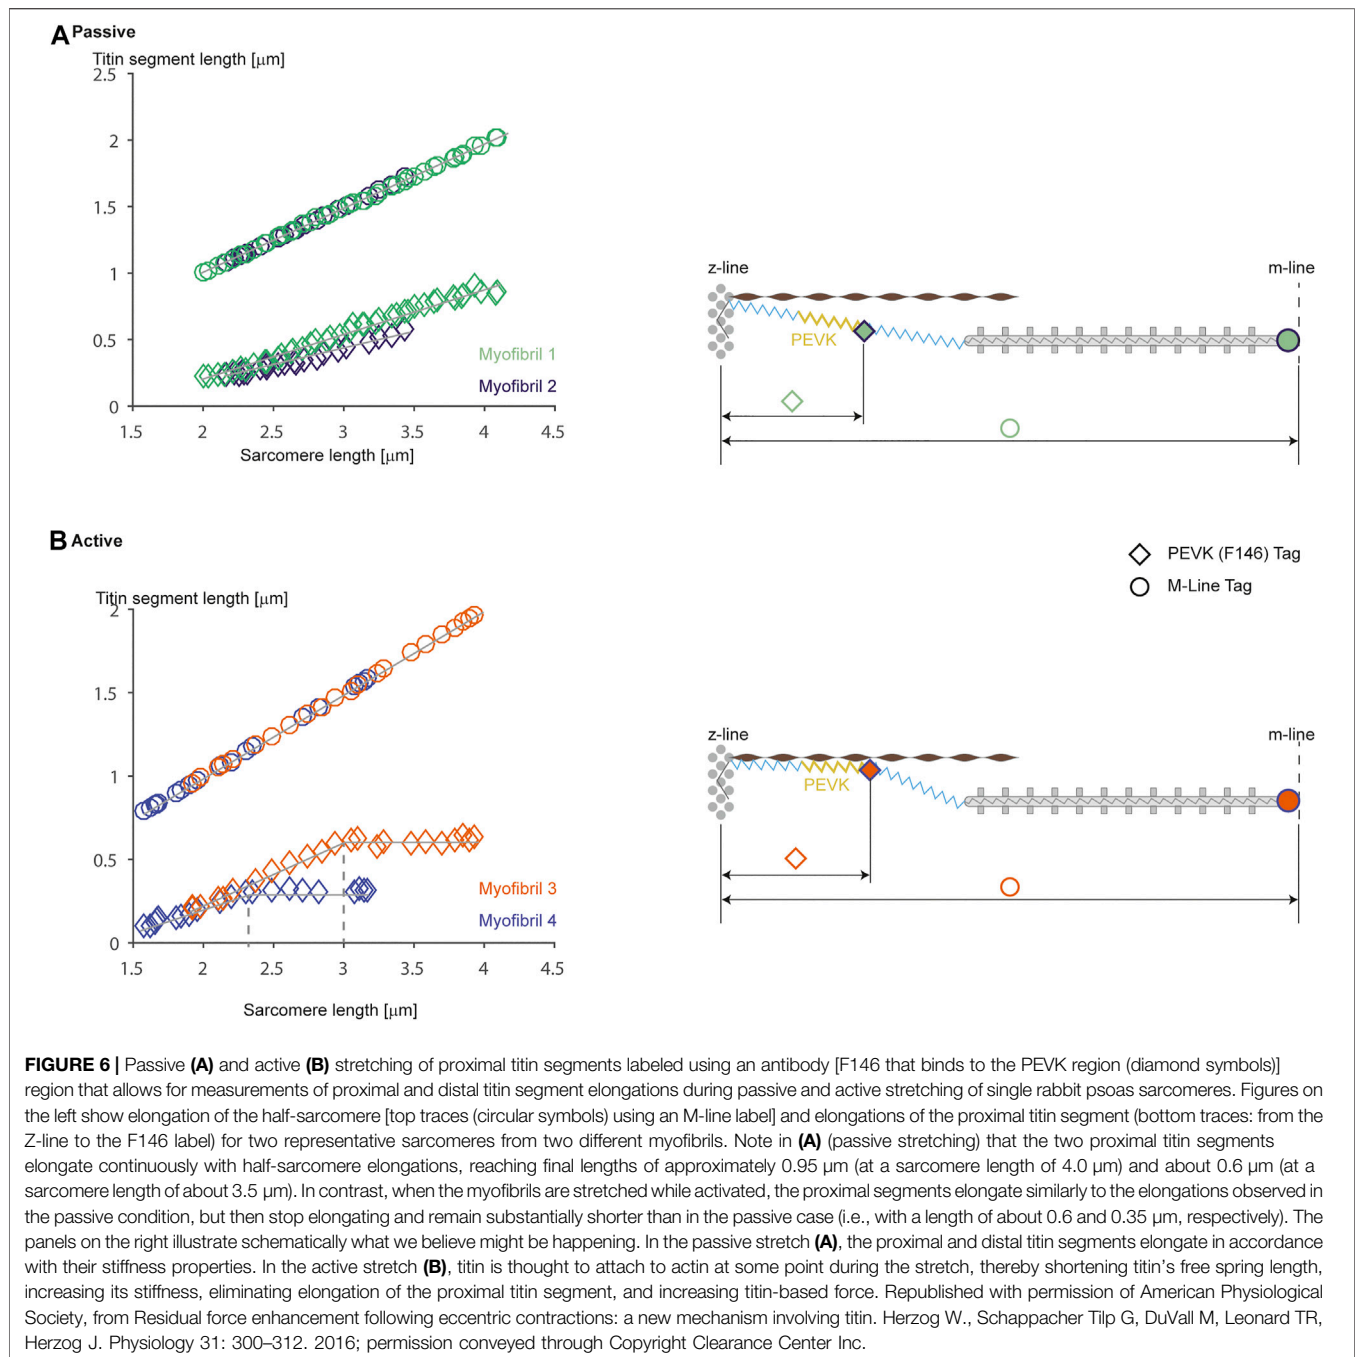 A Passive
Titin segment length [μm]
2.5
2
1.5
1
0.5
0
1.5 2 2.5 3 3.5 4 4.5
Sarcomere length [μm]
Myofibril 1
Myofibril 2
z-line
m-line
PEVK
B Active
Titin segment length [μm]
2
1.5
1
0.5
0
1.5 2 2.5 3 3.5 4 4.5
Sarcomere length [μm]
Myofibril 3
Myofibril 4
PEVK (F146) Tag
M-Line Tag
z-line
m-line
PEVK
FIGURE 6 | Passive (A) and active (B) stretching of proximal titin segments labeled using an antibody [F146 that binds to the PEVK region (diamond symbols)]
region that allows for measurements of proximal and distal titin segment elongations during passive and active stretching of single rabbit psoas sarcomeres. Figures on
the left show elongation of the half-sarcomere [top traces (circular symbols) using an M-line label] and elongations of the proximal titin segment (bottom traces: from the
Z-line to the F146 label) for two representative sarcomeres from two different myofibrils. Note in (A) (passive stretching) that the two proximal titin segments
elongate continuously with half-sarcomere elongations, reaching final lengths of approximately 0.95 μm (at a sarcomere length of 4.0 μm) and about 0.6 μm (at a
sarcomere length of about 3.5 μm). In contrast, when the myofibrils are stretched while activated, the proximal segments elongate similarly to the elongations observed in
the passive condition, but then stop elongating and remain substantially shorter than in the passive case (i.e., with a length of about 0.6 and 0.35 μm, respectively). The
panels on the right illustrate schematically what we believe might be happening. In the passive stretch (A), the proximal and distal titin segments elongate in accordance
with their stiffness properties. In the active stretch (B), titin is thought to attach to actin at some point during the stretch, thereby shortening titin's free spring length,
increasing its stiffness, eliminating elongation of the proximal titin segment, and increasing titin-based force. Republished with permission of American Physiological
Society, from Residual force enhancement following eccentric contractions: a new mechanism involving titin. Herzog W., Schappacher Tilp G, DuVall M, Leonard TR,
Herzog J. Physiology 31: 300–312. 2016; permission conveyed through Copyright Clearance Center Inc.